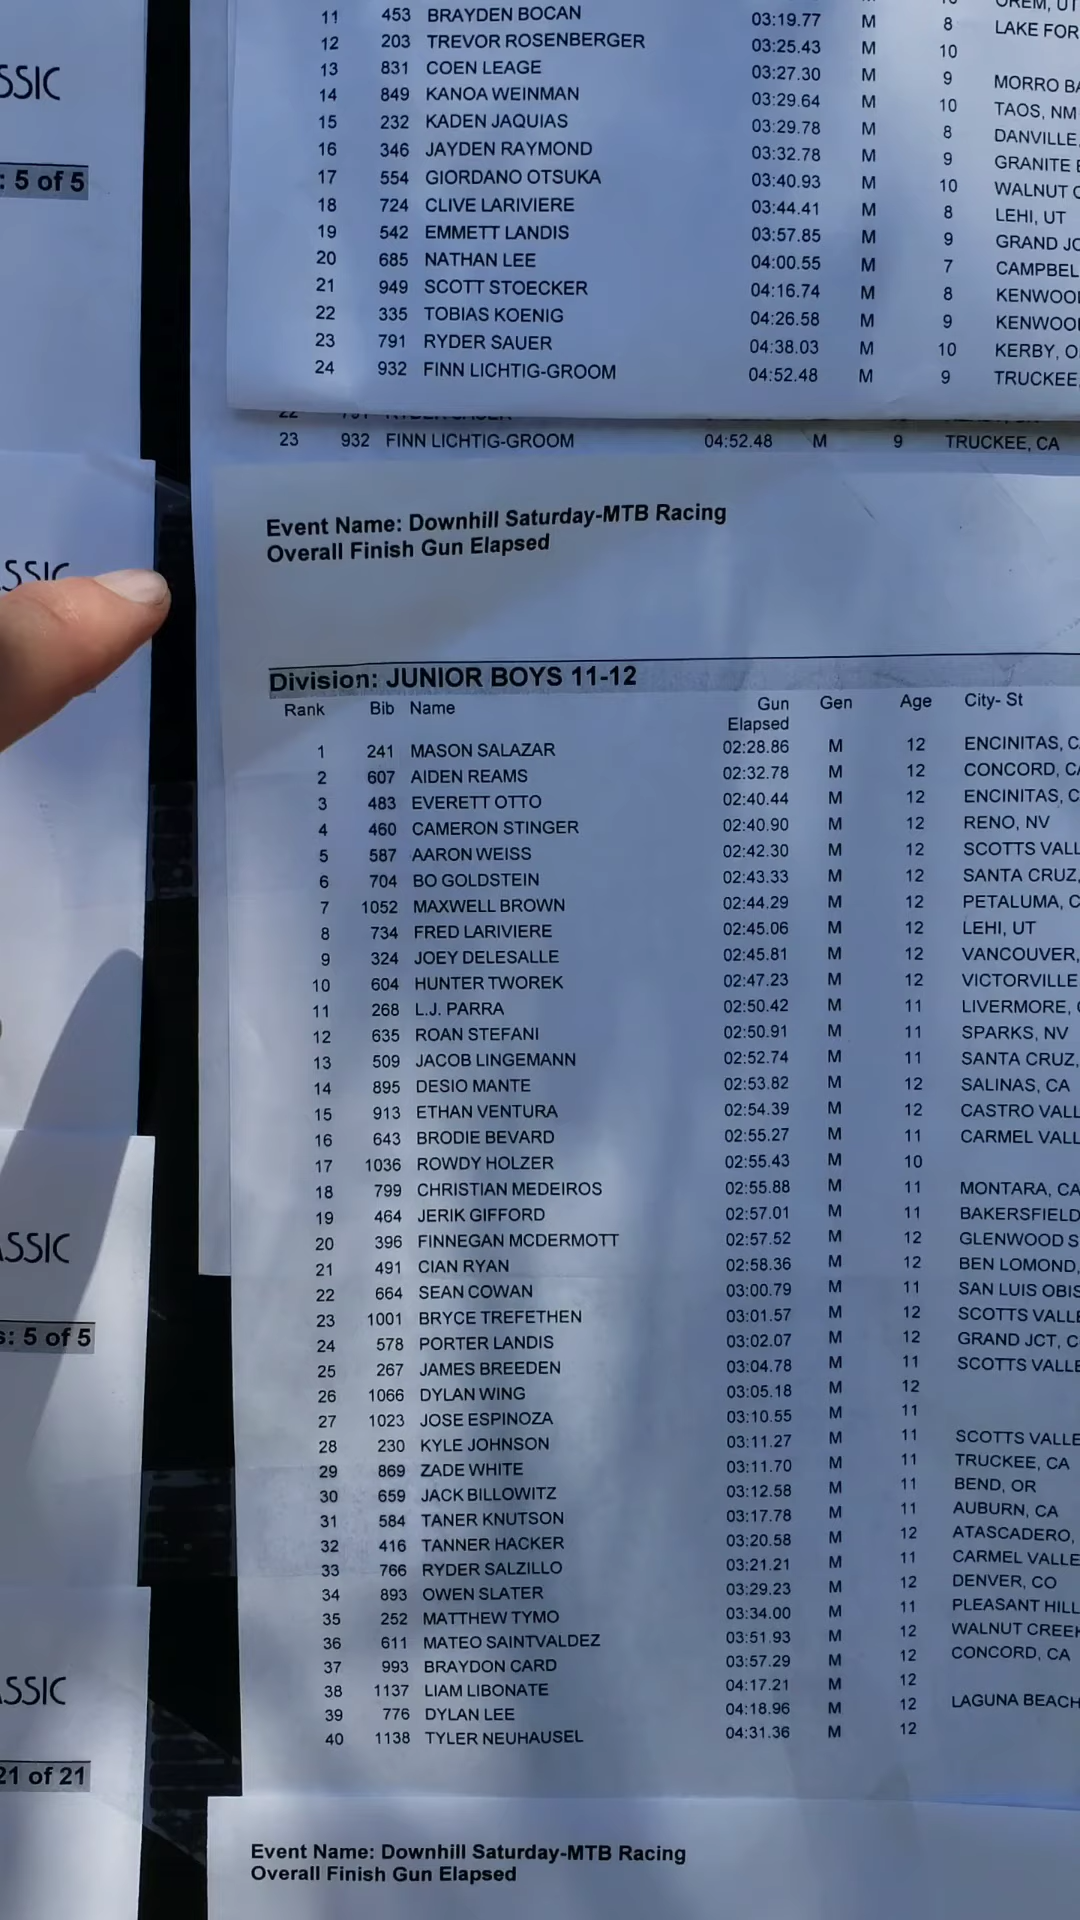 11 453 BRAYDEN BOCAN 03:19.77 M 8 LAKE FOR
12 203 TREVOR ROSENBERGER 03:25.43 M 10
13 831 COEN LEAGE 03:27.30 M 9 MORRO BA
14 849 KANOA WEINMAN 03:29.64 M 10 TAOS, NM
15 232 KADEN JAQUIAS 03:29.78 M 8 DANVILLE,
16 346 JAYDEN RAYMOND 03:32.78 M 9 GRANITE
17 554 GIORDANO OTSUKA 03:40.93 M 10 WALNUT C
18 724 CLIVE LARIVIERE 03:44.41 M 8 LEHI, UT
19 542 EMMETT LANDIS 03:57.85 M 9 GRAND JC
20 685 NATHAN LEE 04:00.55 M 7 CAMPBEL
21 949 SCOTT STOECKER 04:16.74 M 8 KENWOO
22 335 TOBIAS KOENIG 04:26.58 M 9 KENWOO
23 791 RYDER SAUER 04:38.03 M 10 KERBY, O
24 932 FINN LICHTIG-GROOM 04:52.48 M 9 TRUCKEE,
23 932 FINN LICHTIG-GROOM 04:52.48 M 9 TRUCKEE, CA
Event Name: Downhill Saturday-MTB Racing
Overall Finish Gun Elapsed
Division: JUNIOR BOYS 11-12
Rank Bib Name Gun Elapsed Gen Age City- St
1 241 MASON SALAZAR 02:28.86 M 12 ENCINITAS, C
2 607 AIDEN REAMS 02:32.78 M 12 CONCORD, CA
3 483 EVERETT OTTO 02:40.44 M 12 ENCINITAS, C
4 460 CAMERON STINGER 02:40.90 M 12 RENO, NV
5 587 AARON WEISS 02:42.30 M 12 SCOTTS VALL
6 704 BO GOLDSTEIN 02:43.33 M 12 SANTA CRUZ,
7 1052 MAXWELL BROWN 02:44.29 M 12 PETALUMA, C
8 734 FRED LARIVIERE 02:45.06 M 12 LEHI, UT
9 324 JOEY DELESALLE 02:45.81 M 12 VANCOUVER,
10 604 HUNTER TWOREK 02:47.23 M 12 VICTORVILLE
11 268 L.J. PARRA 02:50.42 M 11 LIVERMORE,
12 635 ROAN STEFANI 02:50.91 M 11 SPARKS, NV
13 509 JACOB LINGEMANN 02:52.74 M 11 SANTA CRUZ,
14 895 DESIO MANTE 02:53.82 M 12 SALINAS, CA
15 913 ETHAN VENTURA 02:54.39 M 12 CASTRO VALL
16 643 BRODIE BEVARD 02:55.27 M 11 CARMEL VALL
17 1036 ROWDY HOLZER 02:55.43 M 10
18 799 CHRISTIAN MEDEIROS 02:55.88 M 11 MONTARA, CA
19 464 JERIK GIFFORD 02:57.01 M 11 BAKERSFIELD
20 396 FINNEGAN MCDERMOTT 02:57.52 M 12 GLENWOOD S
21 491 CIAN RYAN 02:58.36 M 12 BEN LOMOND,
22 664 SEAN COWAN 03:00.79 M 11 SAN LUIS OBIS
23 1001 BRYCE TREFETHEN 03:01.57 M 12 SCOTTS VALLE
24 578 PORTER LANDIS 03:02.07 M 12 GRAND JCT, C
25 267 JAMES BREEDEN 03:04.78 M 11 SCOTTS VALLE
26 1066 DYLAN WING 03:05.18 M 12
27 1023 JOSE ESPINOZA 03:10.55 M 11
28 230 KYLE JOHNSON 03:11.27 M 11 SCOTTS VALLE
29 869 ZADE WHITE 03:11.70 M 11 TRUCKEE, CA
30 659 JACK BILLOWITZ 03:12.58 M 11 BEND, OR
31 584 TANER KNUTSON 03:17.78 M 11 AUBURN, CA
32 416 TANNER HACKER 03:20.58 M 12 ATASCADERO,
33 766 RYDER SALZILLO 03:21.21 M 11 CARMEL VALLE
34 893 OWEN SLATER 03:29.23 M 12 DENVER, CO
35 252 MATTHEW TYMO 03:34.00 M 11 PLEASANT HILL
36 611 MATEO SAINTVALDEZ 03:51.93 M 12 WALNUT CREEK
37 993 BRAYDON CARD 03:57.29 M 12 CONCORD, CA
38 1137 LIAM LIBONATE 04:17.21 M 12
39 776 DYLAN LEE 04:18.96 M 12 LAGUNA BEACH
40 1138 TYLER NEUHAUSEL 04:31.36 M 12
Event Name: Downhill Saturday-MTB Racing
Overall Finish Gun Elapsed
SSIC
: 5 of 5
SSIC
SSIC
s: 5 of 5
SSIC
21 of 21